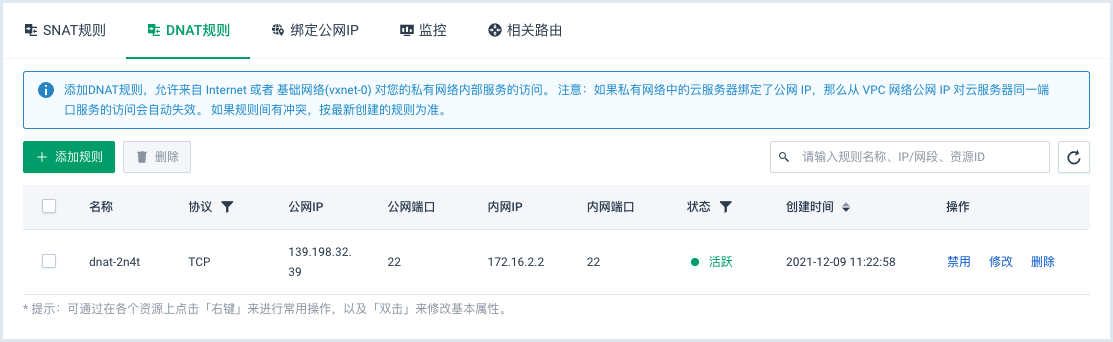 SNAT规则 DNAT规则 绑定公网IP 监控 相关路由
添加DNAT规则，允许来自 Internet 或者 基础网络(vxnet-0) 对您的私有网络内部服务的访问。 注意：如果私有网络中的云服务器绑定了公网 IP，那么从 VPC 网络公网 IP 对云服务器同一端
口服务的访问会自动失效。 如果规则间有冲突，按最新创建的规则为准。
添加规则 删除 请输入规则名称、IP/网段、资源ID
名称 协议 公网IP 公网端口 内网IP 内网端口 状态 创建时间 操作
dnat-2n4t TCP 139.198.32.39 22 172.16.2.2 22 活跃 2021-12-09 11:22:58 禁用 修改 删除
* 提示：可通过在各个资源上点击「右键」来进行常用操作，以及「双击」来修改基本属性。